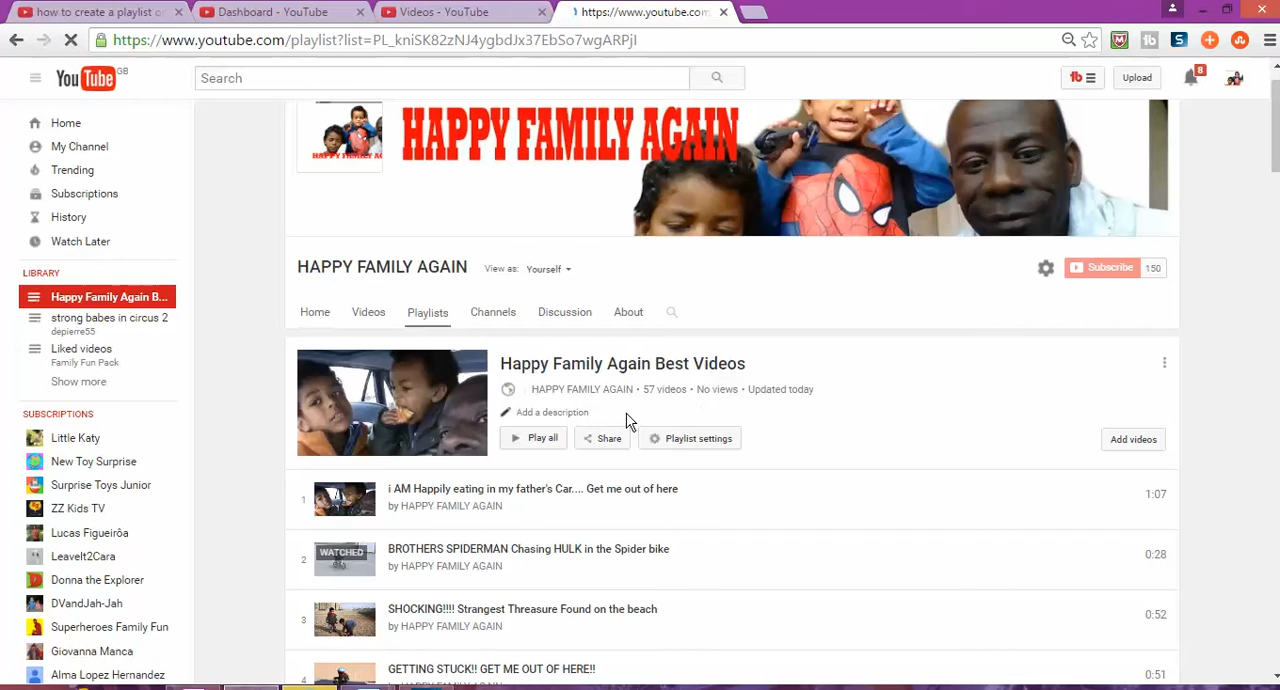 how to create a playlist o
Dashboard - YouTube
Videos - YouTube
https://www.youtube.com
https://www.youtube.com/playlist?list=PL_kniSK82zNJ4vgbdJx37EbSo7wgARPjI
You Tube GB
Search
Upload
8
Home
My Channel
Trending
Subscriptions
History
Watch Later
LIBRARY
Happy Family Again B...
strong babes in circus 2
depierre55
Liked videos
Family Fun Pack
Show more
SUBSCRIPTIONS
Little Katy
New Toy Surprise
Surprise Toys Junior
ZZ Kids TV
Lucas Figueirôa
LeaveIt2Cara
Donna the Explorer
DVandJah-Jah
Superheroes Family Fun
Giovanna Manca
Alma Lopez Hernandez
HAPPY FAMILY AGAIN
HAPPY FAMILY AGAIN View as: Yourself
Subscribe 150
Home Videos Playlists Channels Discussion About
Happy Family Again Best Videos
HAPPY FAMILY AGAIN • 57 videos • No views • Updated today
Add a description
Play all Share Playlist settings Add videos
1 i AM Happily eating in my father's Car.... Get me out of here 1:07
by HAPPY FAMILY AGAIN
2 WATCHED BROTHERS SPIDERMAN Chasing HULK in the Spider bike 0:28
by HAPPY FAMILY AGAIN
3 SHOCKING!!!! Strangest Threasure Found on the beach 0:52
by HAPPY FAMILY AGAIN
4 GETTING STUCK!! GET ME OUT OF HERE!! 0:51